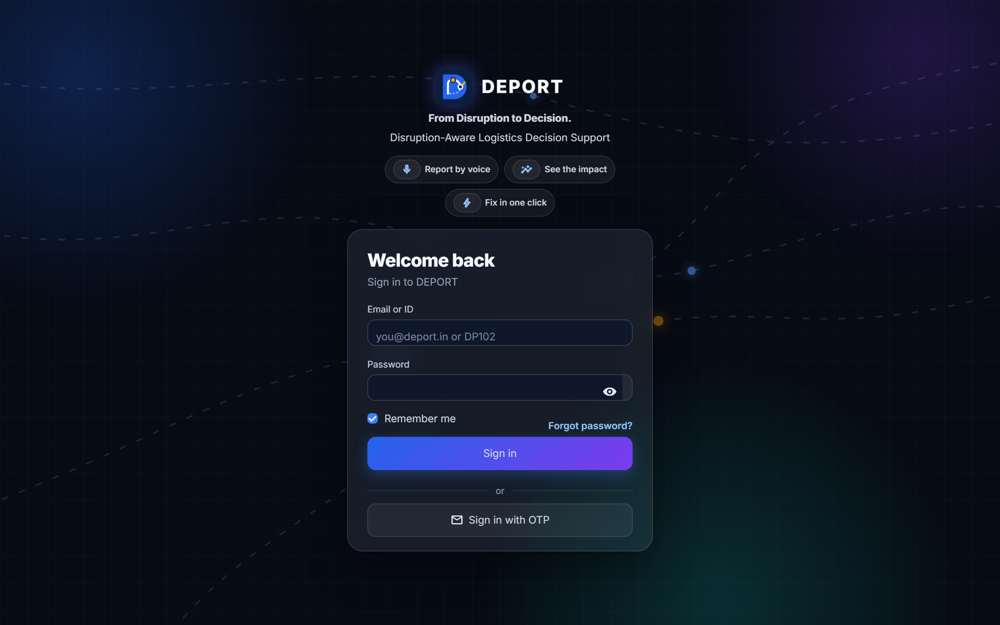 DEPORT
From Disruption to Decision.
Disruption-Aware Logistics Decision Support
Report by voice
See the impact
Fix in one click
Welcome back
Sign in to DEPORT
Email or ID
you@deport.in or DP102
Password
Remember me
Forgot password?
Sign in
or
Sign in with OTP